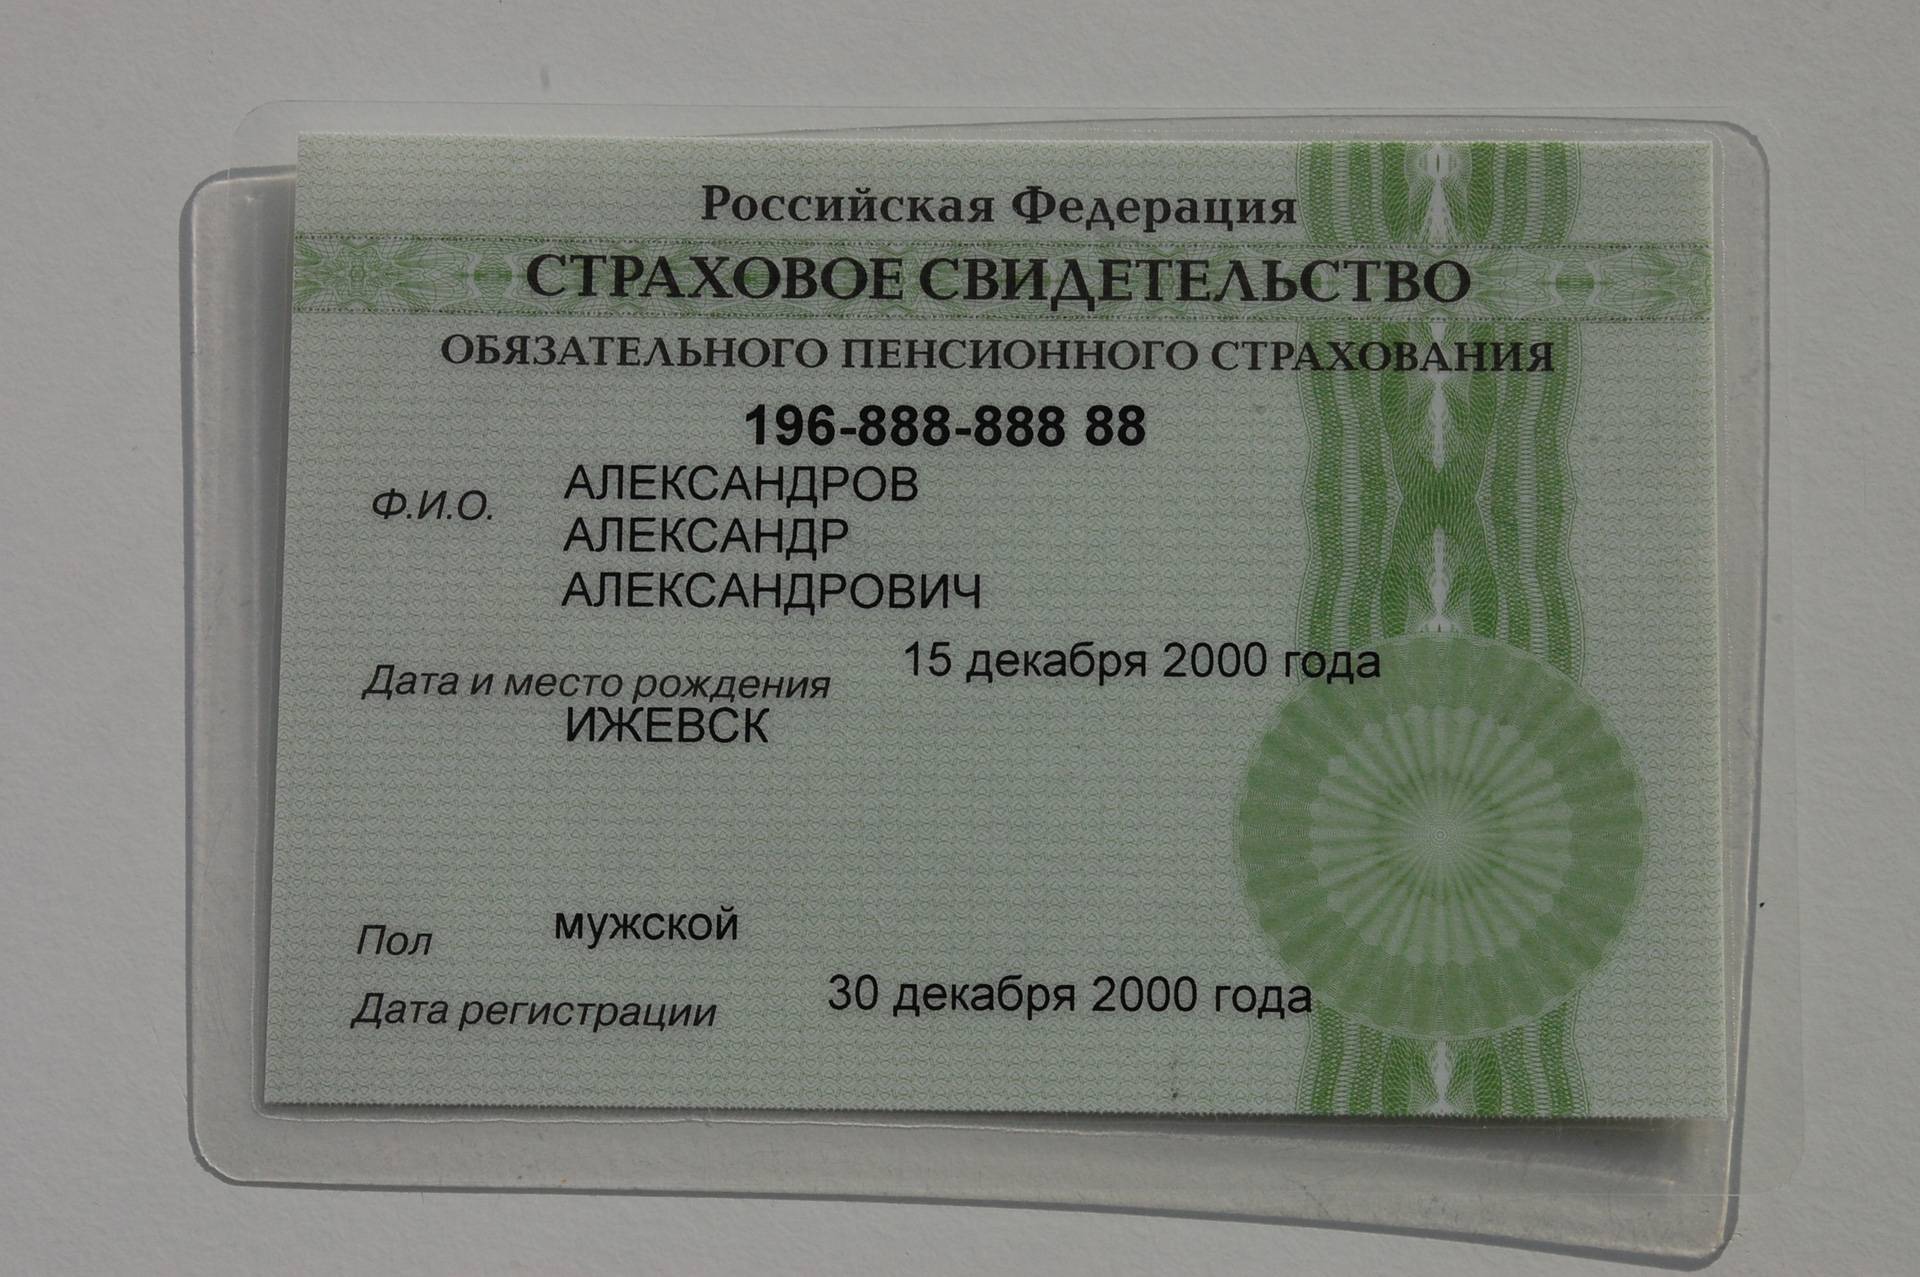 Российская Федерация
СТРАХОВОЕ СВИДЕТЕЛЬСТВО
ОБЯЗАТЕЛЬНОГО ПЕНСИОННОГО СТРАХОВАНИЯ
196-888-888 88
Ф.И.О. АЛЕКСАНДРОВ
АЛЕКСАНДР
АЛЕКСАНДРОВИЧ
Дата и место рождения 15 декабря 2000 года
ИЖЕВСК
Пол мужской
Дата регистрации 30 декабря 2000 года